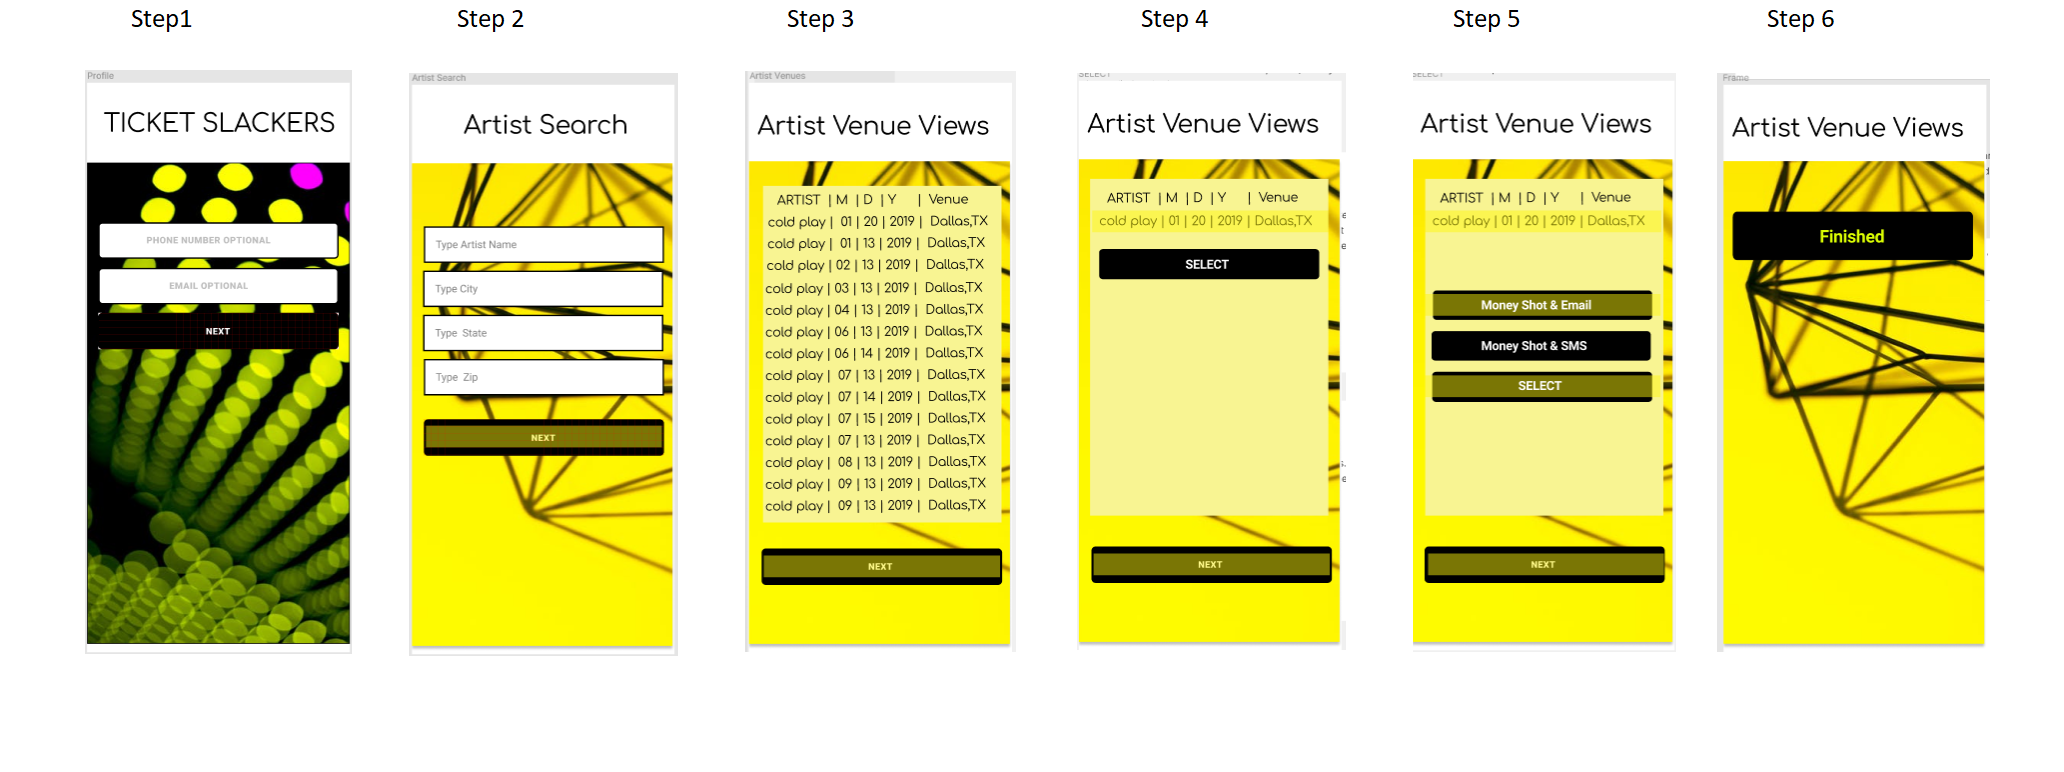 Step1
Profile
TICKET SLACKERS
PHONE NUMBER OPTIONAL
EMAIL OPTIONAL
NEXT
Step 2
Artist Search
Artist Search
Type Artist Name
Type City
Type State
Type Zip
NEXT
Step 3
Artist Venues
Artist Venue Views
ARTIST | M | D | Y | Venue
cold play | 01 | 20 | 2019 | Dallas,TX
cold play | 01 | 13 | 2019 | Dallas,TX
cold play | 02 | 13 | 2019 | Dallas,TX
cold play | 03 | 13 | 2019 | Dallas,TX
cold play | 04 | 13 | 2019 | Dallas,TX
cold play | 06 | 13 | 2019 | Dallas,TX
cold play | 06 | 14 | 2019 | Dallas,TX
cold play | 07 | 13 | 2019 | Dallas,TX
cold play | 07 | 14 | 2019 | Dallas,TX
cold play | 07 | 15 | 2019 | Dallas,TX
cold play | 07 | 13 | 2019 | Dallas,TX
cold play | 08 | 13 | 2019 | Dallas,TX
cold play | 09 | 13 | 2019 | Dallas,TX
cold play | 09 | 13 | 2019 | Dallas,TX
NEXT
Step 4
SELECT
Artist Venue Views
ARTIST | M | D | Y | Venue
cold play | 01 | 20 | 2019 | Dallas,TX
SELECT
NEXT
Step 5
SELECT
Artist Venue Views
ARTIST | M | D | Y | Venue
cold play | 01 | 20 | 2019 | Dallas,TX
Money Shot & Email
Money Shot & SMS
SELECT
NEXT
Step 6
Frame
Artist Venue Views
Finished